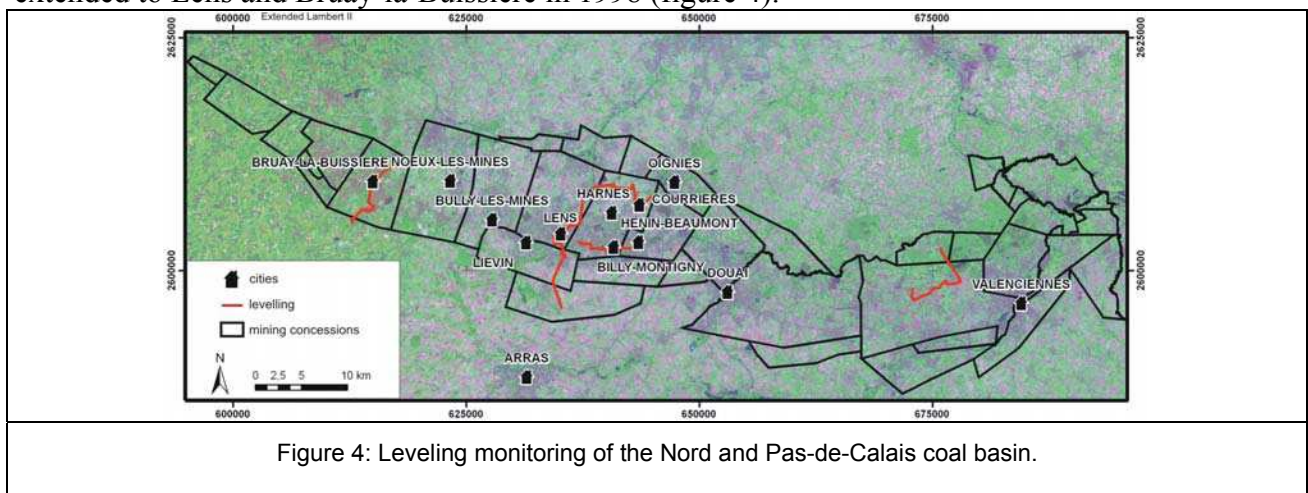 extended to Lens and Bruay-la-Buissière in 1996 (figure 4).
600000 Extended Lambert II 625000 650000 675000
2625000 2625000
BRUAY-LA-BUISSIERE NOEUX-LES-MINES OIGNIES
HARNES COURRIERES
BULLY-LES-MINES
LENS HENIN-BEAUMONT
LIEVIN BILLY-MONTIGNY
DOUAI VALENCIENNES
2600000 2600000
cities
levelling
mining concessions
N
0 2,5 5 10 km
ARRAS
600000 625000 650000 675000
Figure 4: Leveling monitoring of the Nord and Pas-de-Calais coal basin.